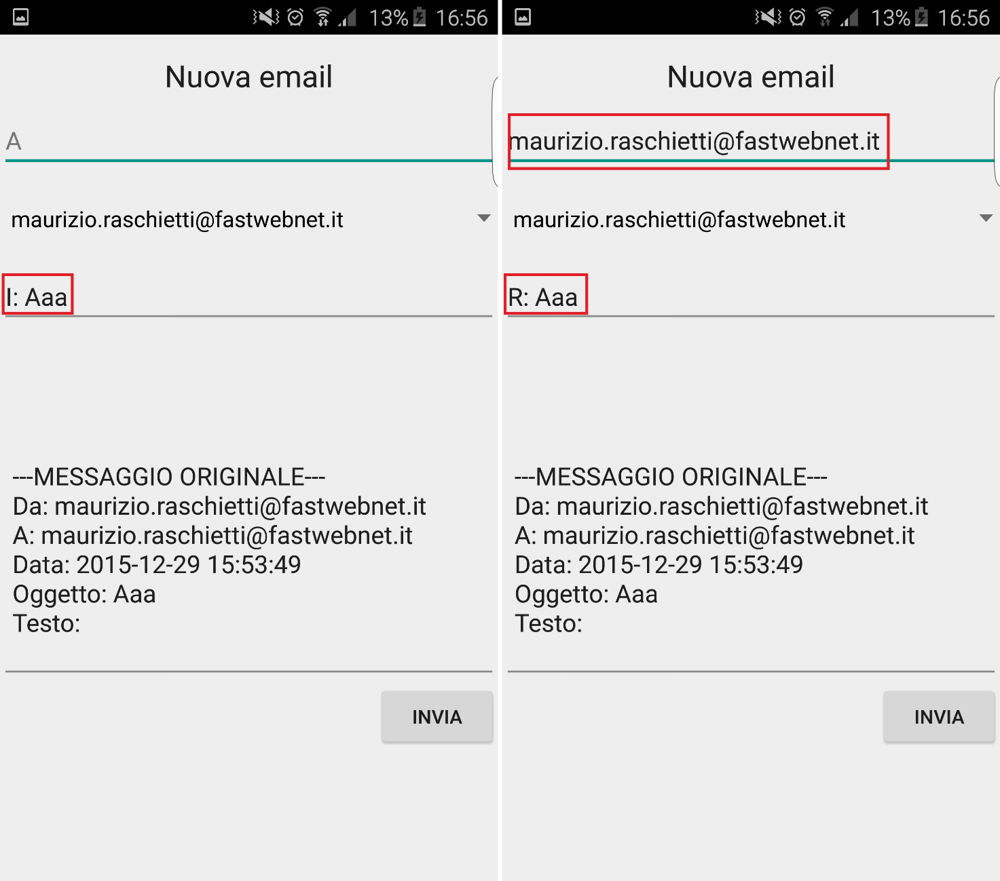 13% 16:56
Nuova email
A
maurizio.raschietti@fastwebnet.it
I: Aaa
---MESSAGGIO ORIGINALE---
Da: maurizio.raschietti@fastwebnet.it
A: maurizio.raschietti@fastwebnet.it
Data: 2015-12-29 15:53:49
Oggetto: Aaa
Testo:
INVIA
13% 16:56
Nuova email
maurizio.raschietti@fastwebnet.it
maurizio.raschietti@fastwebnet.it
R: Aaa
---MESSAGGIO ORIGINALE---
Da: maurizio.raschietti@fastwebnet.it
A: maurizio.raschietti@fastwebnet.it
Data: 2015-12-29 15:53:49
Oggetto: Aaa
Testo:
INVIA